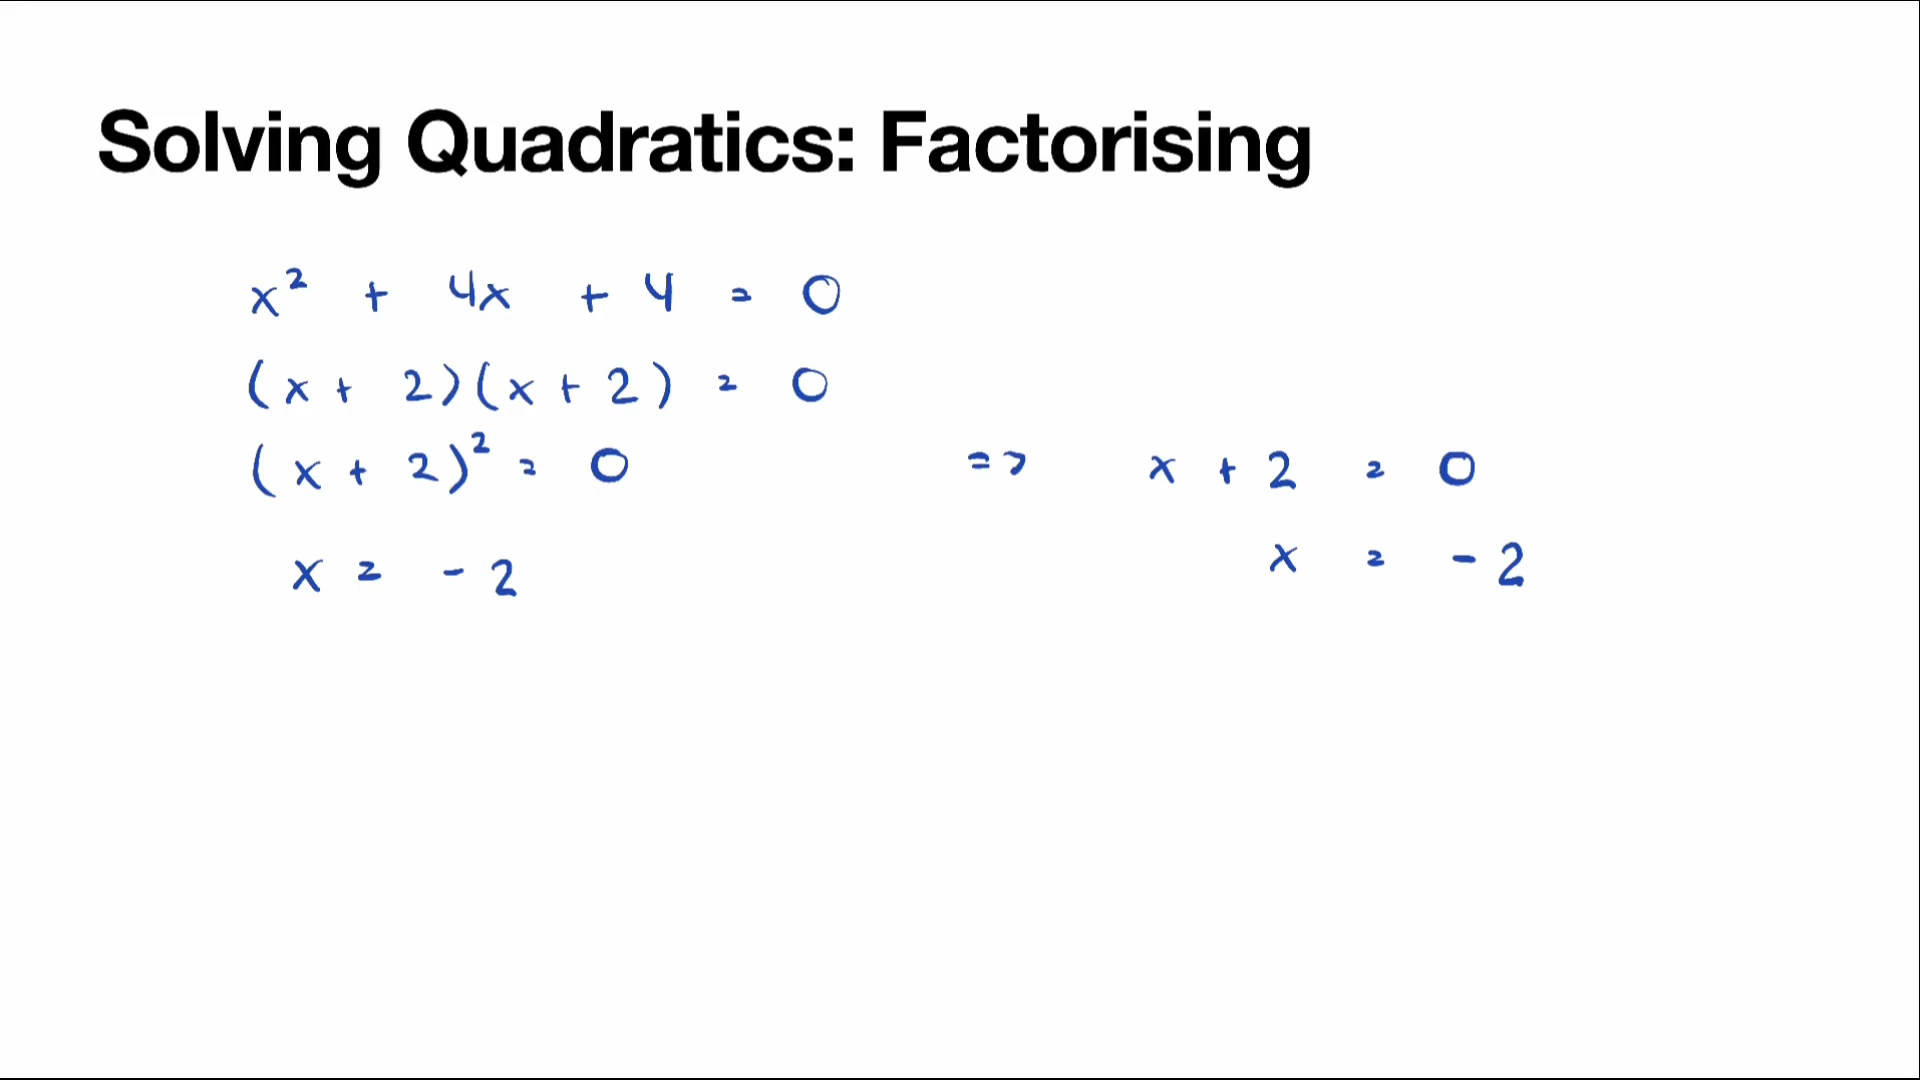 Solving Quadratics: Factorising
x² + 4x + 4 = 0
(x + 2)(x + 2) = 0
(x + 2)² = 0 => x + 2 = 0
x = - 2 x = - 2